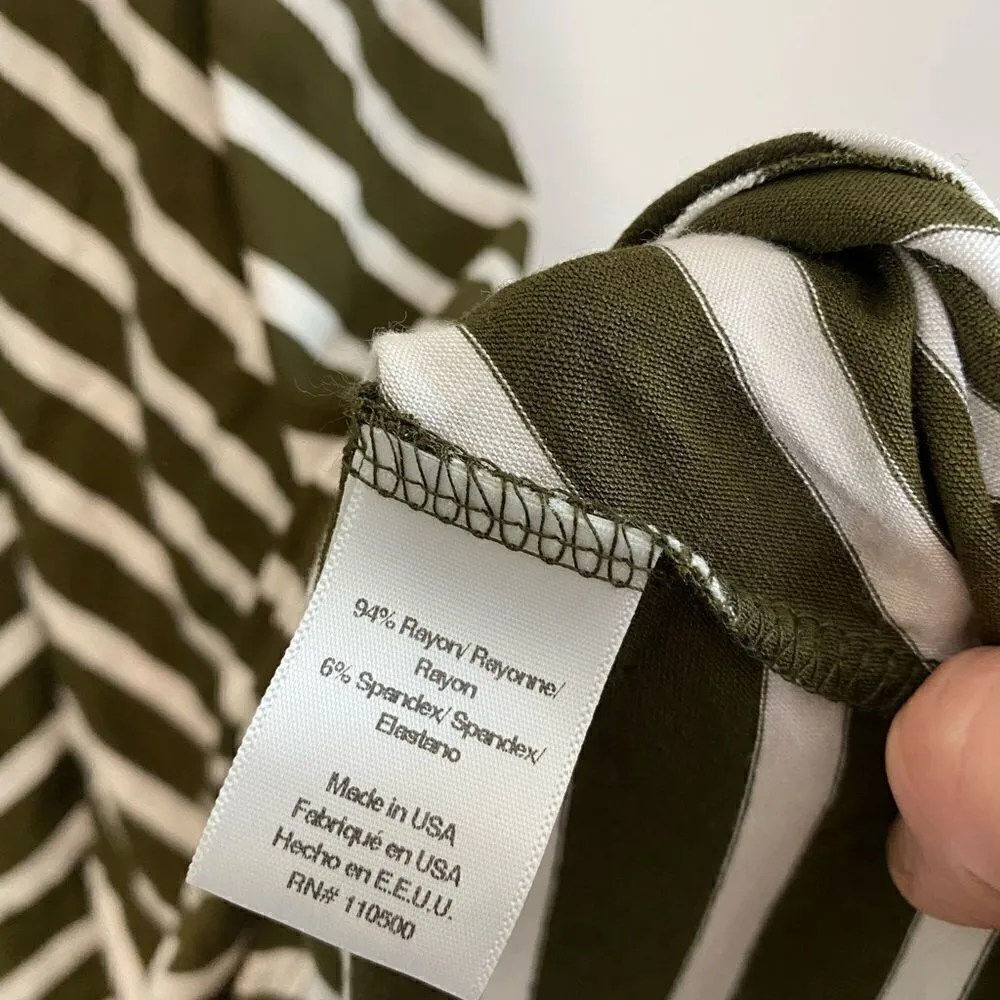 94% Rayon/ Rayonne/
Rayon
6% Spandex/ Spandex/
Elastano
Made in USA
Fabriqué en USA
Hecho en E.E.U.U.
RN# 110500